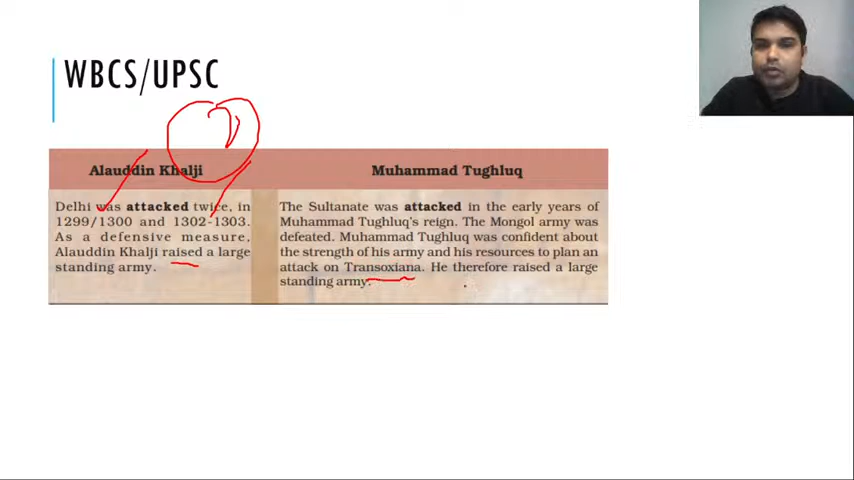 WBCS/UPSC
Alauddin Khalji
Delhi was attacked twice, in
1299/1300 and 1302-1303.
As a defensive measure,
Alauddin Khalji raised a large
standing army.
Muhammad Tughluq
The Sultanate was attacked in the early years of
Muhammad Tughluq's reign. The Mongol army was
defeated. Muhammad Tughluq was confident about
the strength of his army and his resources to plan an
attack on Transoxiana. He therefore raised a large
standing army.